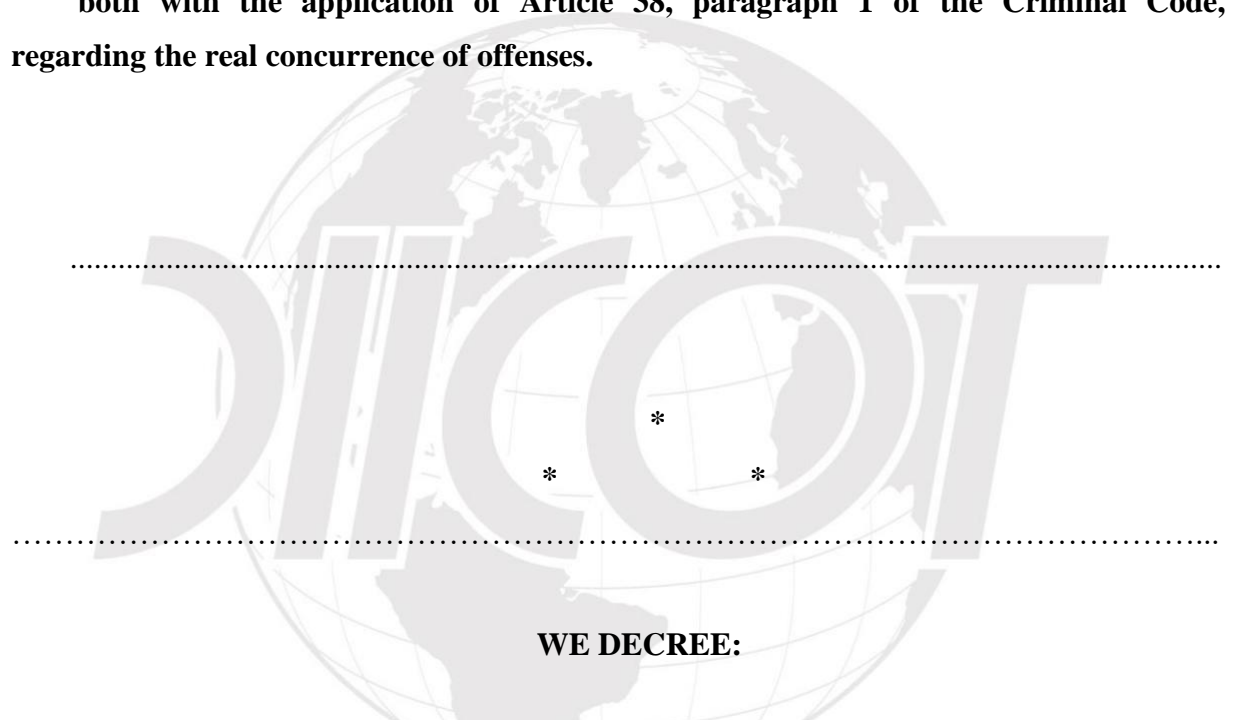 both with the application of Article 38, paragraph 1 of the Criminal Code,
regarding the real concurrence of offenses.
................................................................................................................................................
*
* *
…………………………………………………………………………………………………………...
DIICOT
WE DECREE: